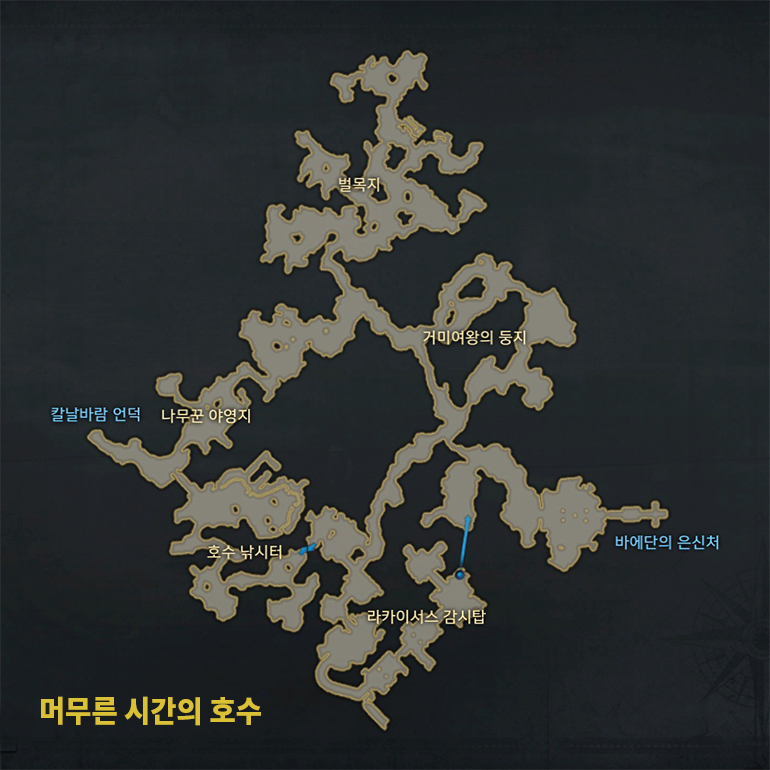 벌목지
거미여왕의 둥지
칼날바람 언덕
나무꾼 야영지
바에단의 은신처
호수 낚시터
라카이서스 감시탑
머무른 시간의 호수